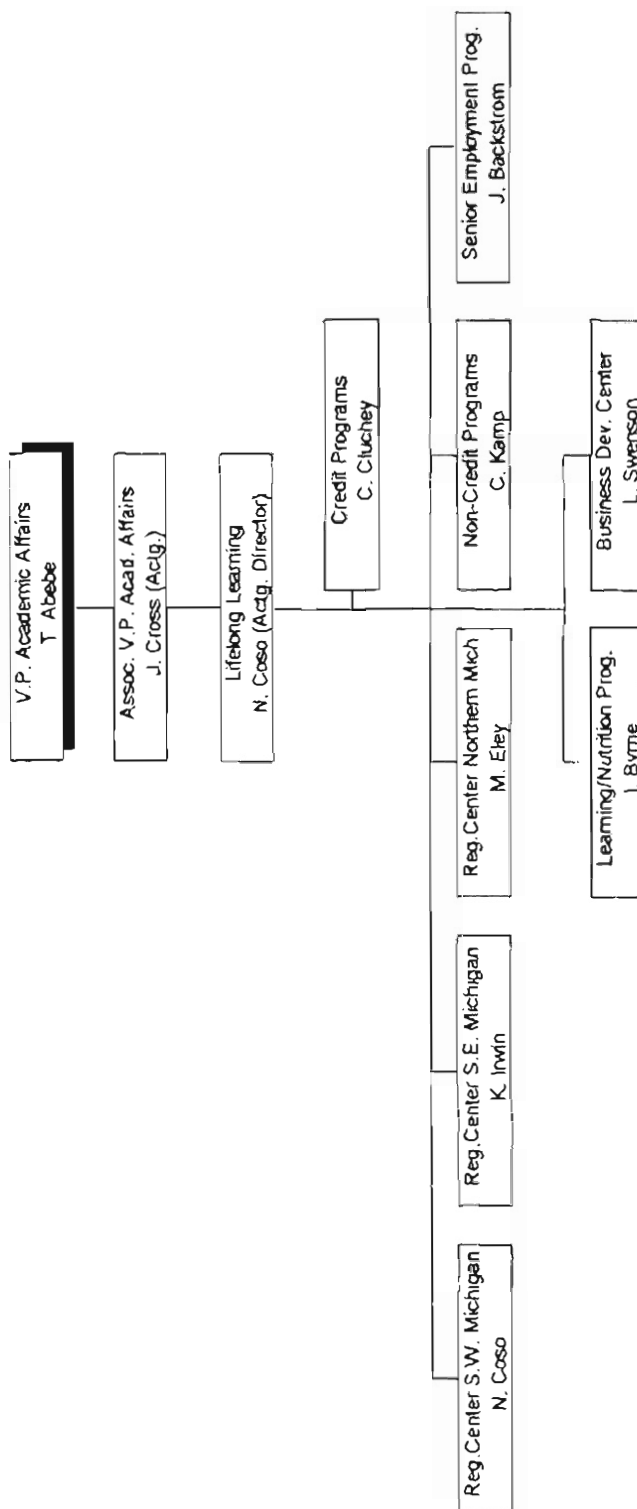 V.P. Academic Affairs
T Abebe
Assoc. V.P. Acad. Affairs
J. Cross (Actg.)
Lifelong Learning
N. Coso (Actg. Director)
Credit Programs
C. Cluchey
Reg.Center S.W. Michigan
N. Coso
Reg.Center S.E. Michigan
K. Irwin
Reg.Center Northern Mich
M. Eley
Non-Credit Programs
C. Kamp
Senior Employment Prog.
J. Backstrom
Learning/Nutrition Prog.
J. Byrne
Business Dev. Center
L. Swenson